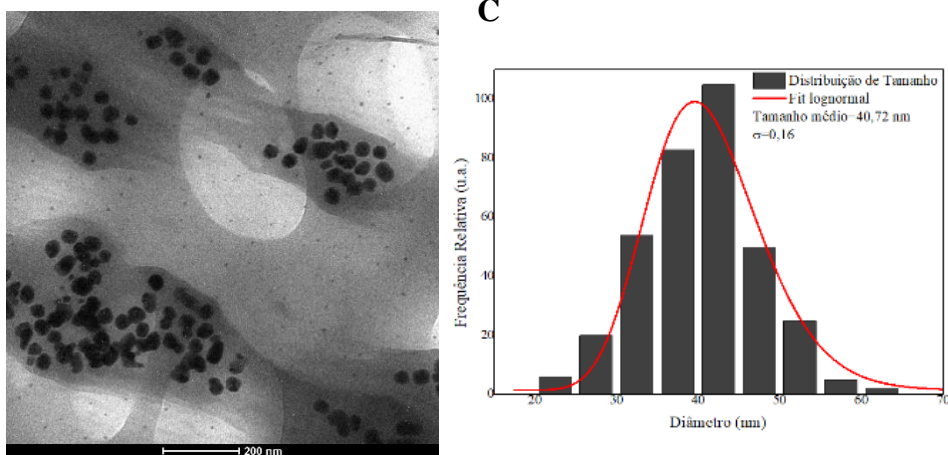 C
200 nm
Distribuição de Tamanho
Fit lognormal
Tamanho médio=40,72 nm
σ=0,16
Frequência Relativa (u.a.)
100
80
60
40
20
0
20 30 40 50 60 70
Diâmetro (nm)